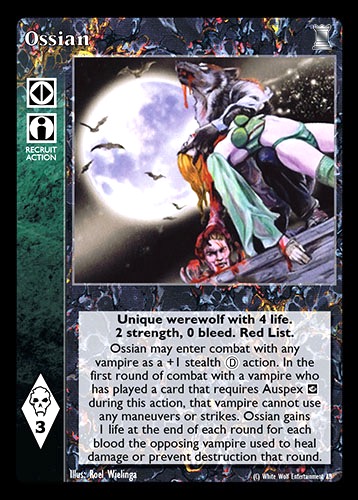 Ossian
RECRUIT
ACTION
Unique werewolf with 4 life.
2 strength, 0 bleed. Red List.
Ossian may enter combat with any
vampire as a +1 stealth Ⓓ action. In the
first round of combat with a vampire who
has played a card that requires Auspex
during this action, that vampire cannot use
any maneuvers or strikes. Ossian gains
1 life at the end of each round for each
blood the opposing vampire used to heal
damage or prevent destruction that round.
3
Illus: Roel Wielinga
(C) White Wolf Entertainment AB